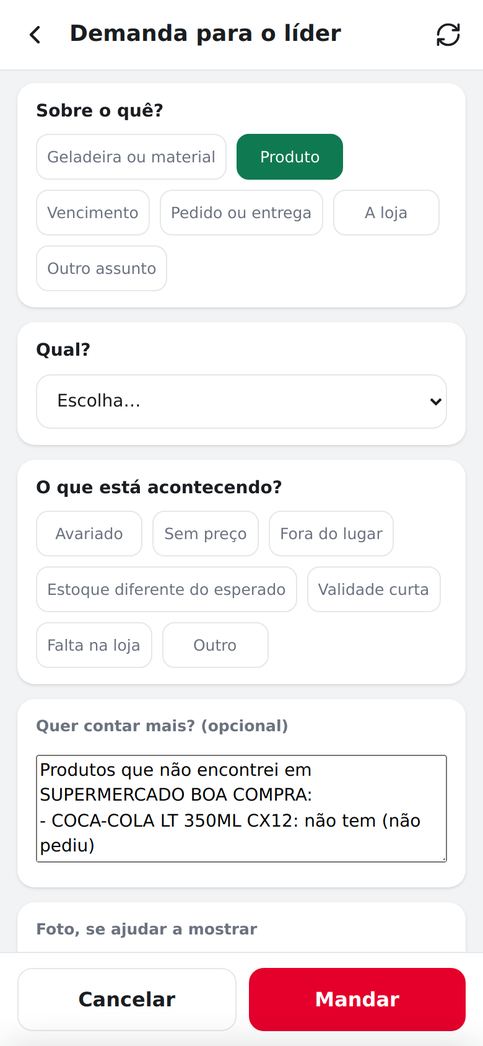 Demanda para o líder
Sobre o quê?
Geladeira ou material
Produto
Vencimento
Pedido ou entrega
A loja
Outro assunto
Qual?
Escolha...
O que está acontecendo?
Avariado
Sem preço
Fora do lugar
Estoque diferente do esperado
Validade curta
Falta na loja
Outro
Quer contar mais? (opcional)
Produtos que não encontrei em
SUPERMERCADO BOA COMPRA:
- COCA-COLA LT 350ML CX12: não tem (não
pediu)
Foto, se ajudar a mostrar
Cancelar
Mandar